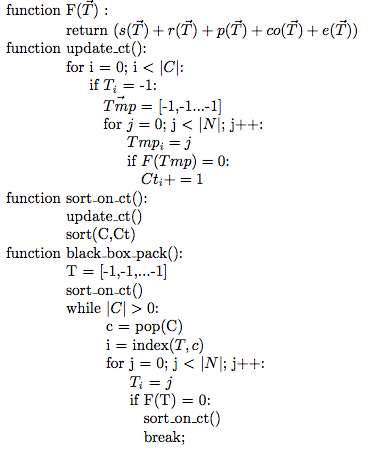 function F(T⃗) :
return (s(T⃗) + r(T⃗) + p(T⃗) + co(T⃗) + e(T⃗))
function update_ct():
for i = 0; i < |C|:
if Tᵢ = -1:
Tm⃗p = [-1,-1...-1]
for j = 0; j < |N|; j++:
Tmpᵢ = j
if F(Tmp) = 0:
Ctᵢ+ = 1
function sort_on_ct():
update_ct()
sort(C,Ct)
function black_box_pack():
T = [-1,-1,...-1]
sort_on_ct()
while |C| > 0:
c = pop(C)
i = index(T, c)
for j = 0; j < |N|; j++:
Tᵢ = j
if F(T) = 0:
sort_on_ct()
break;